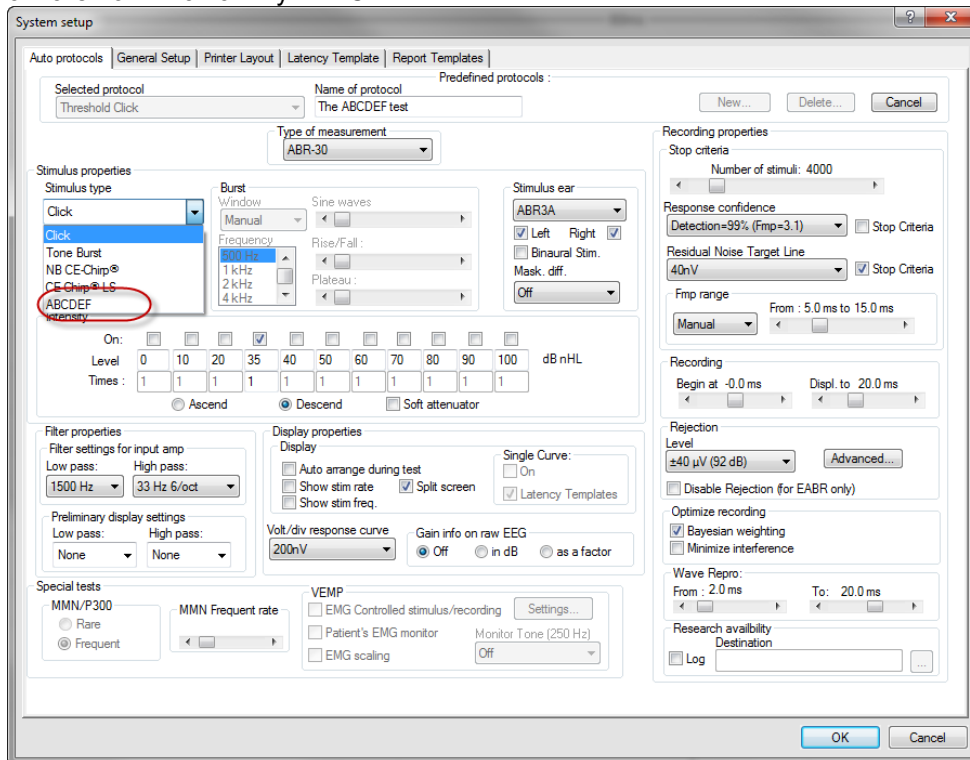 System setup
Auto protocols General Setup Printer Layout Latency Template Report Templates
Predefined protocols :
Selected protocol Name of protocol
Threshold Click The ABCDEF test New... Delete... Cancel
Type of measurement
ABR-30
Stimulus properties
Stimulus type
Click
Click
Tone Burst
NB CE-Chirp®
CE-Chirp® LS
ABCDEF
Burst
Window Sine waves
Manual
Frequency Rise/Fall :
500 Hz
1 kHz
2 kHz Plateau :
4 kHz
Stimulus ear
ABR3A
Left Right
Binaural Stim.
Mask. diff.
Off
Intensity
On:
Level 0 10 20 35 40 50 60 70 80 90 100 dB nHL
Times : 1 1 1 1 1 1 1 1 1 1 1
Ascend Descend Soft attenuator
Filter properties
Filter settings for input amp
Low pass: High pass:
1500 Hz 33 Hz 6/oct
Preliminary display settings
Low pass: High pass:
None None
Display properties
Display
Auto arrange during test
Show stim rate Split screen
Show stim freq.
Single Curve:
On
Latency Templates
Volt/div response curve
200nV
Gain info on raw EEG
Off in dB as a factor
Special tests
MMN/P300
Rare
Frequent
MMN Frequent rate
VEMP
EMG Controlled stimulus/recording Settings...
Patient's EMG monitor Monitor Tone (250 Hz)
EMG scaling Off
Recording properties
Stop criteria
Number of stimuli: 4000
Response confidence
Detection=99% (Fmp=3.1) Stop Criteria
Residual Noise Target Line
40nV Stop Criteria
Fmp range
From : 5.0 ms to 15.0 ms
Manual
Recording
Begin at -0.0 ms Displ. to 20.0 ms
Rejection
Level
±40 µV (92 dB) Advanced...
Disable Rejection (for EABR only)
Optimize recording
Bayesian weighting
Minimize interference
Wave Repro:
From : 2.0 ms To: 20.0 ms
Research availbility
Destination
Log ...
OK Cancel